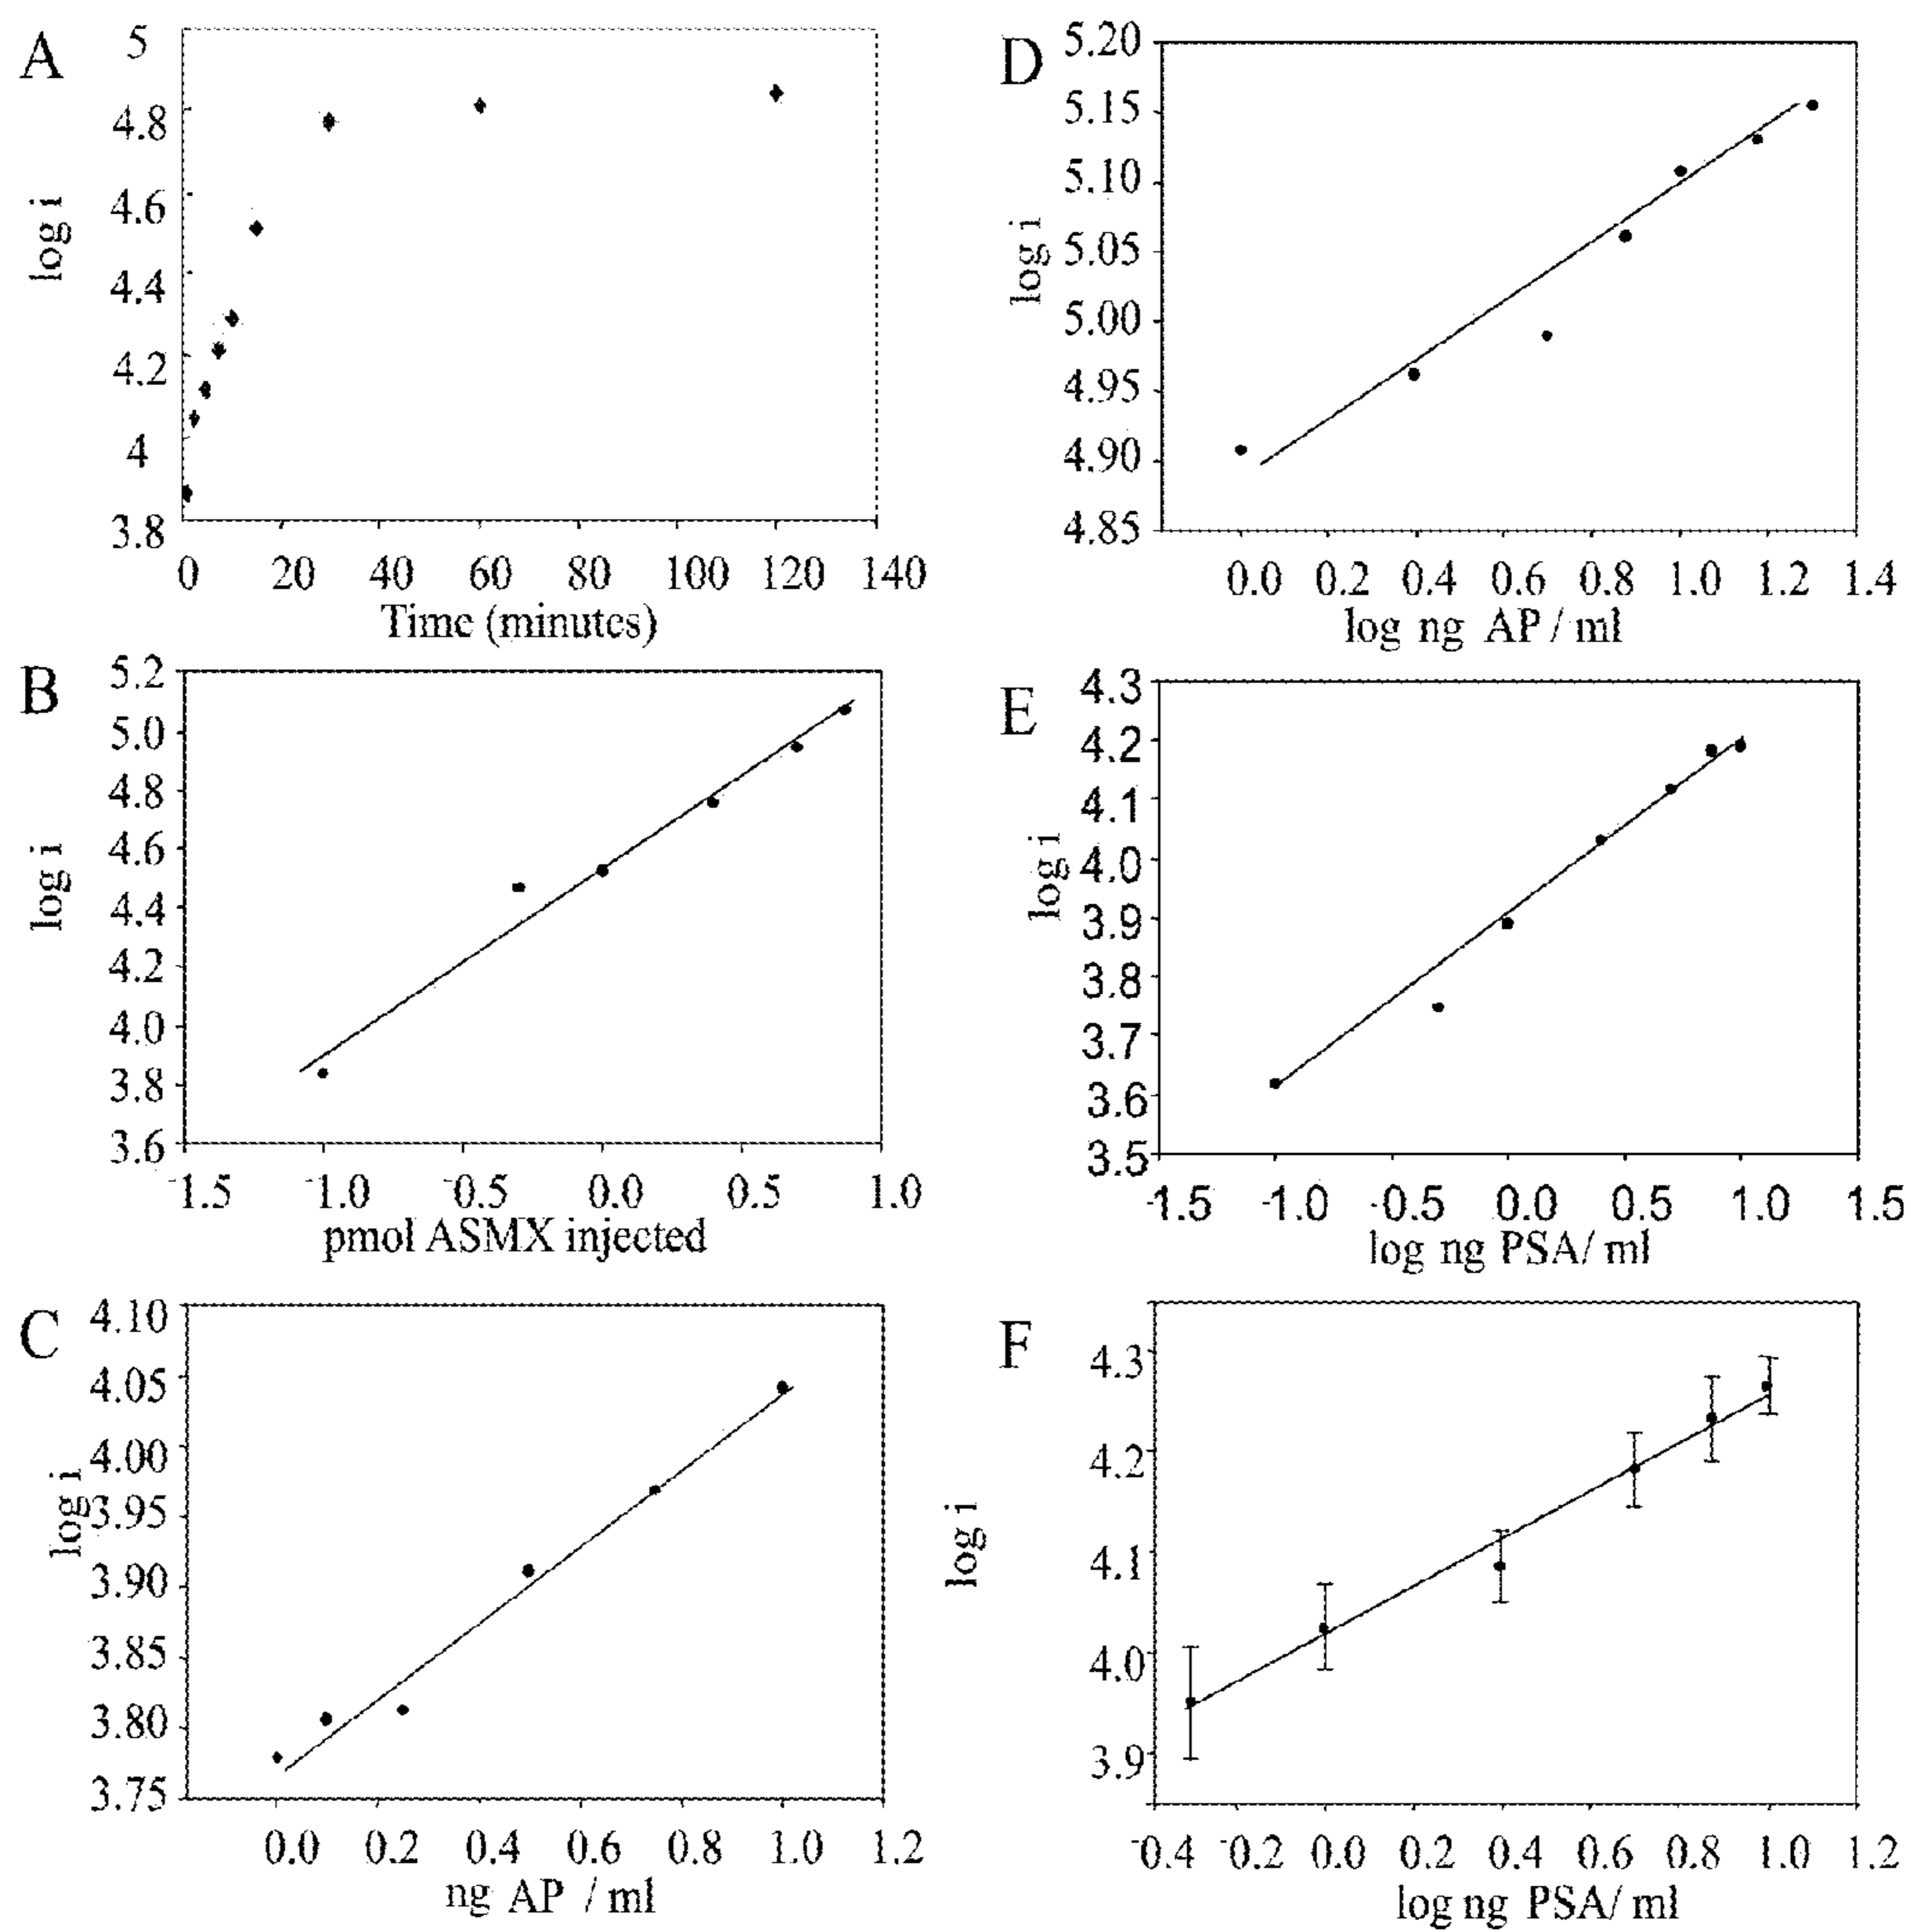 A
5
4.8
4.6
4.4
4.2
4
3.8
log i
0 20 40 60 80 100 120 140
Time (minutes)
B
5.2
5.0
4.8
4.6
4.4
4.2
4.0
3.8
3.6
log i
-1.5 -1.0 -0.5 0.0 0.5 1.0
pmol ASMX injected
C
4.10
4.05
4.00
3.95
3.90
3.85
3.80
3.75
log i
0.0 0.2 0.4 0.6 0.8 1.0 1.2
ng AP / ml
D
5.20
5.15
5.10
5.05
5.00
4.95
4.90
4.85
log i
0.0 0.2 0.4 0.6 0.8 1.0 1.2 1.4
log ng AP / ml
E
4.3
4.2
4.1
4.0
3.9
3.8
3.7
3.6
3.5
log i
-1.5 -1.0 -0.5 0.0 0.5 1.0 1.5
log ng PSA/ ml
F
4.3
4.2
4.1
4.0
3.9
log i
-0.4 -0.2 0.0 0.2 0.4 0.6 0.8 1.0 1.2
log ng PSA/ ml